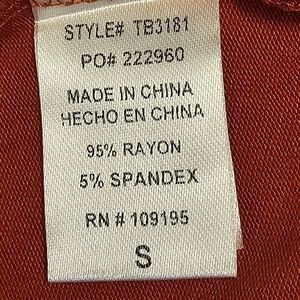 STYLE# TB3181
PO# 222960
MADE IN CHINA
HECHO EN CHINA
95% RAYON
5% SPANDEX
RN # 109195
S